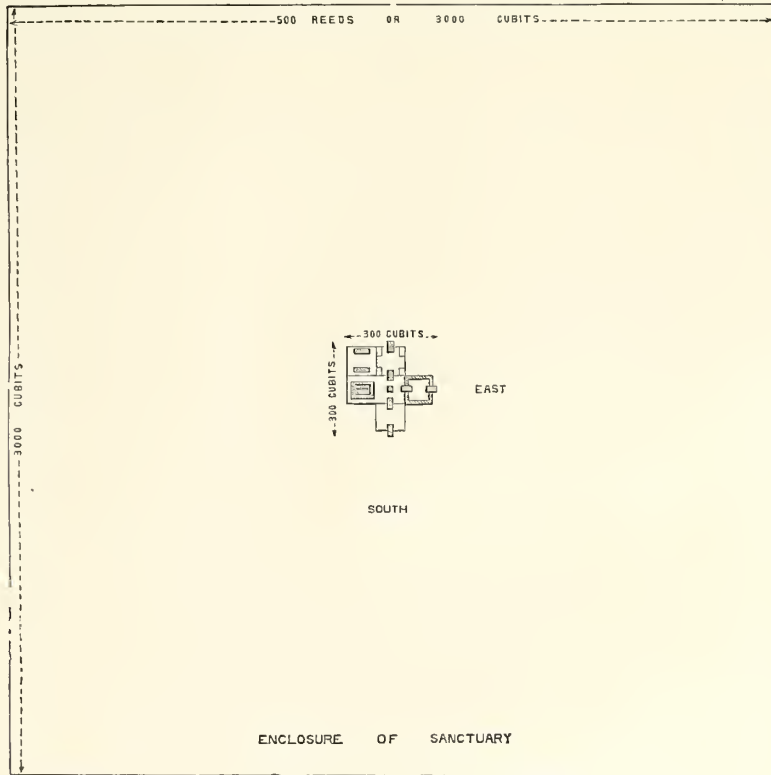 500 REEDS OR 3000 CUBITS
3000 CUBITS
300 CUBITS
300 CUBITS
EAST
SOUTH
ENCLOSURE OF SANCTUARY